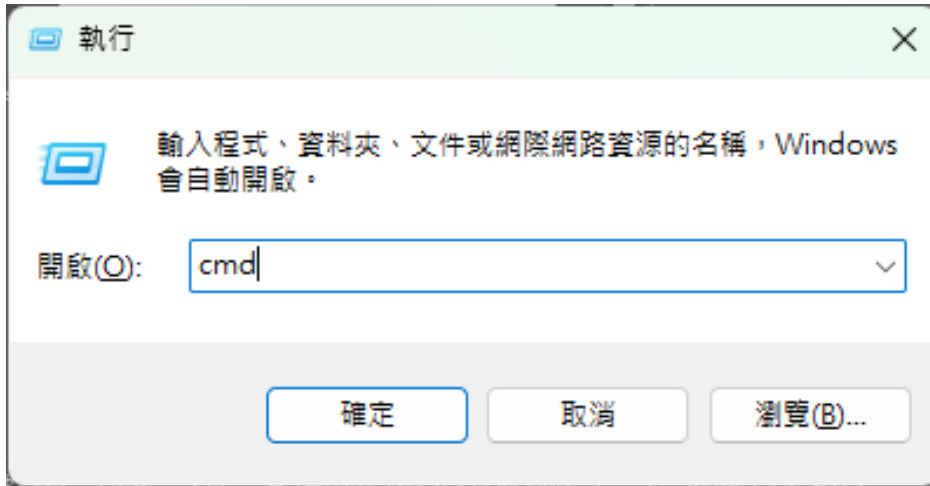 執行
輸入程式、資料夾、文件或網際網路資源的名稱，Windows
會自動開啟。
開啟(O):
cmd
確定
取消
瀏覽(B)...